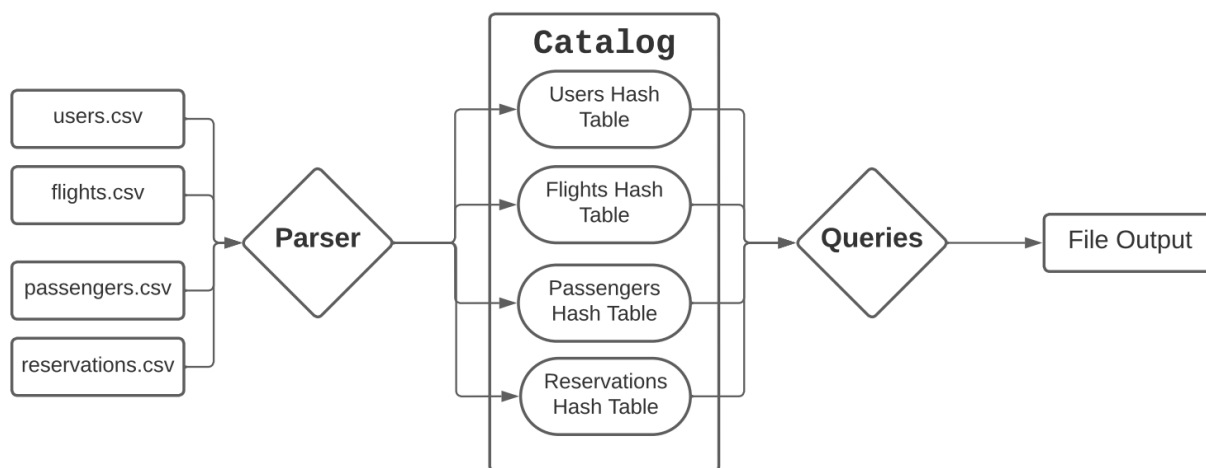 users.csv
flights.csv
passengers.csv
reservations.csv
Parser
Catalog
Users Hash
Table
Flights Hash
Table
Passengers
Hash Table
Reservations
Hash Table
Queries
File Output